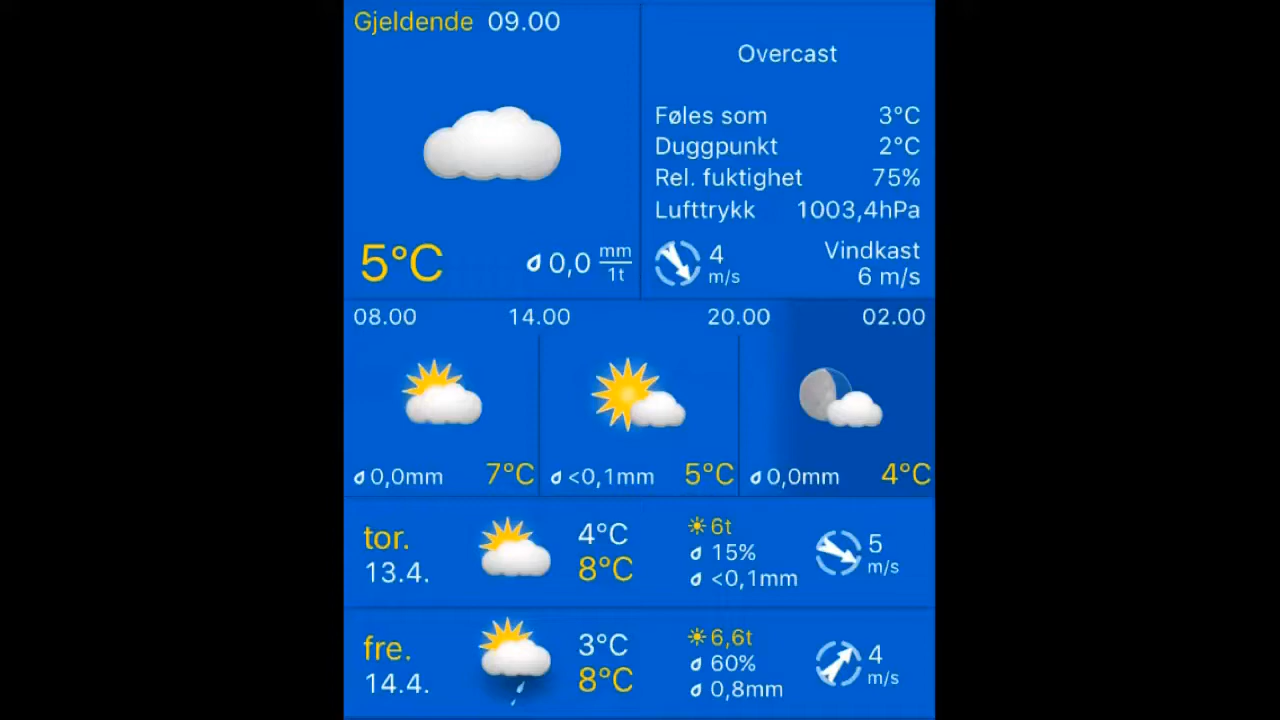 Gjeldende 09.00
Overcast
Føles som 3°C
Duggpunkt 2°C
Rel. fuktighet 75%
Lufttrykk 1003,4hPa
5°C 0,0 mm/1t
4 m/s
Vindkast
6 m/s
08.00 14.00 20.00 02.00
0,0mm 7°C <0,1mm 5°C 0,0mm 4°C
tor.
13.4.
4°C
8°C
6t
15%
<0,1mm
5
m/s
fre.
14.4.
3°C
8°C
6,6t
60%
0,8mm
4
m/s